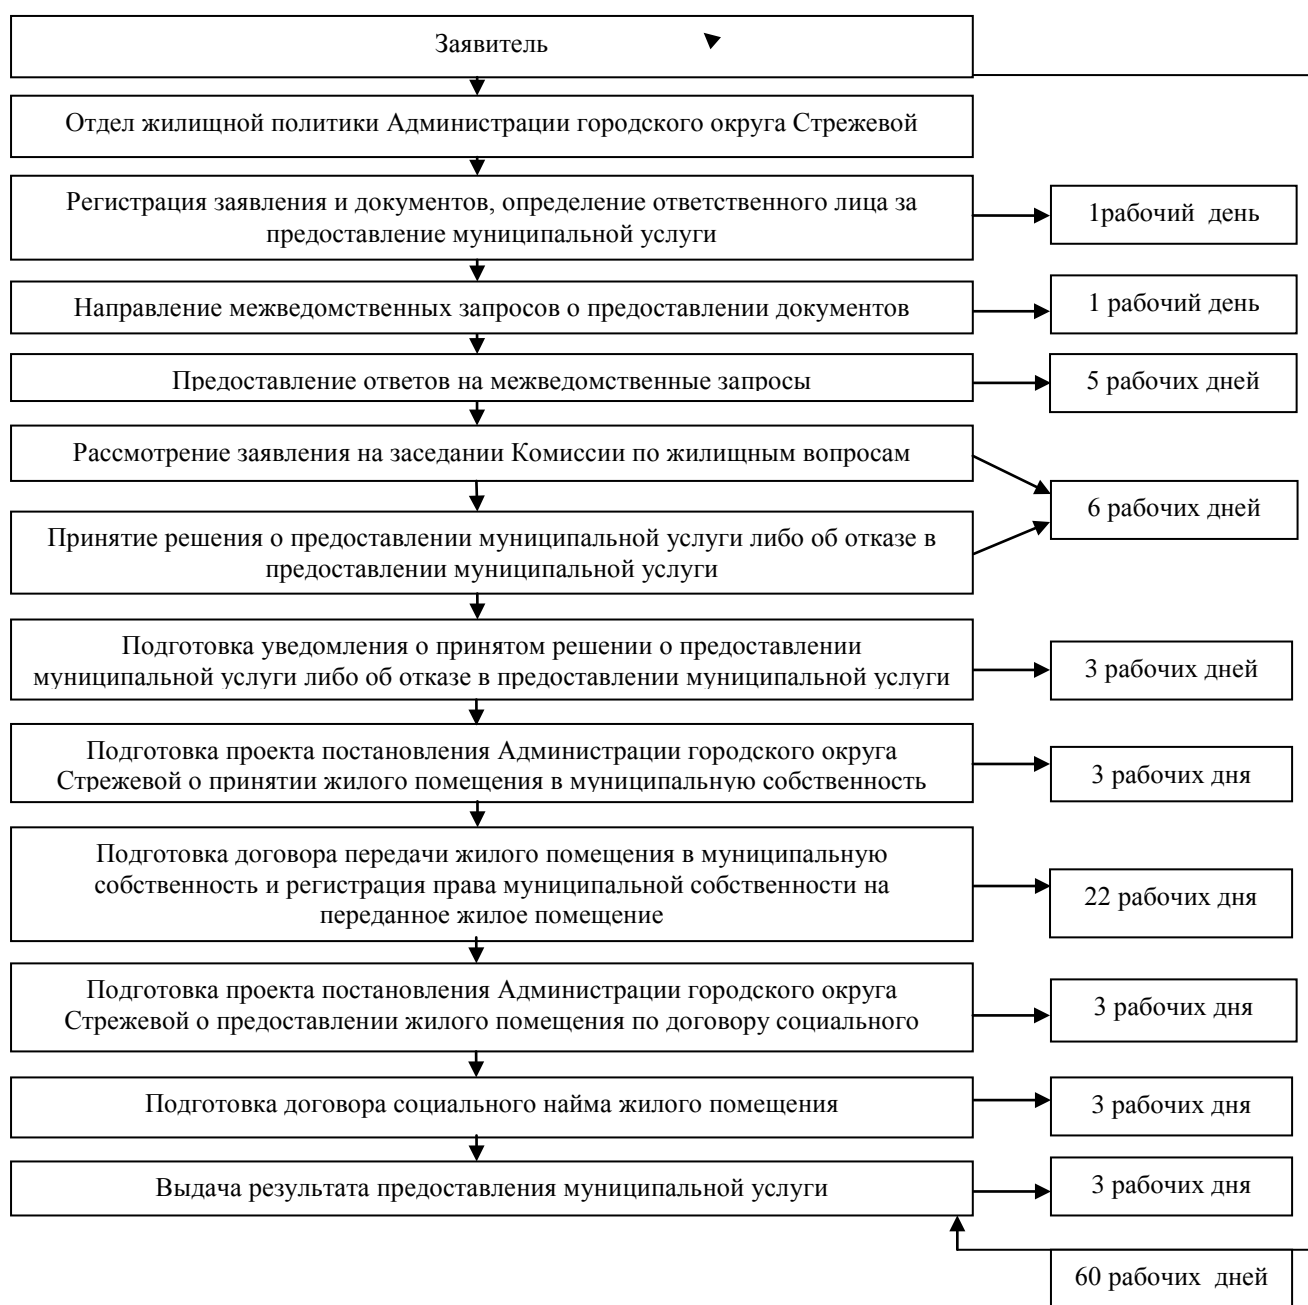 Заявитель
Отдел жилищной политики Администрации городского округа Стрежевой
Регистрация заявления и документов, определение ответственного лица за
предоставление муниципальной услуги
1рабочий день
Направление межведомственных запросов о предоставлении документов
1 рабочий день
Предоставление ответов на межведомственные запросы
5 рабочих дней
Рассмотрение заявления на заседании Комиссии по жилищным вопросам
6 рабочих дней
Принятие решения о предоставлении муниципальной услуги либо об отказе в
предоставлении муниципальной услуги
Подготовка уведомления о принятом решении о предоставлении
муниципальной услуги либо об отказе в предоставлении муниципальной услуги
3 рабочих дней
Подготовка проекта постановления Администрации городского округа
Стрежевой о принятии жилого помещения в муниципальную собственность
3 рабочих дня
Подготовка договора передачи жилого помещения в муниципальную
собственность и регистрация права муниципальной собственности на
переданное жилое помещение
22 рабочих дня
Подготовка проекта постановления Администрации городского округа
Стрежевой о предоставлении жилого помещения по договору социального
3 рабочих дня
Подготовка договора социального найма жилого помещения
3 рабочих дня
Выдача результата предоставления муниципальной услуги
3 рабочих дня
60 рабочих дней